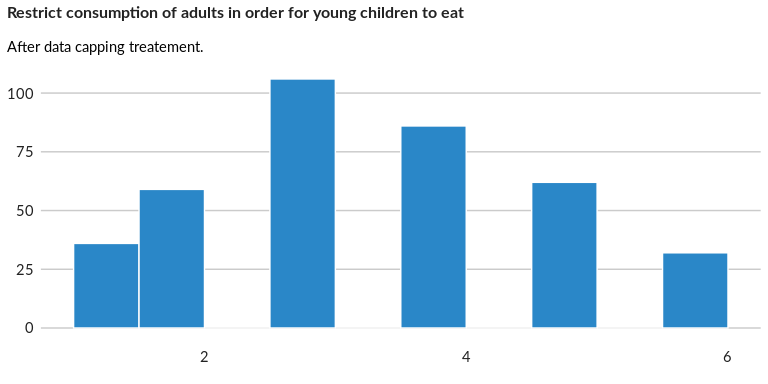 Restrict consumption of adults in order for young children to eat
After data capping treatement.
100
75
50
25
0
2 4 6